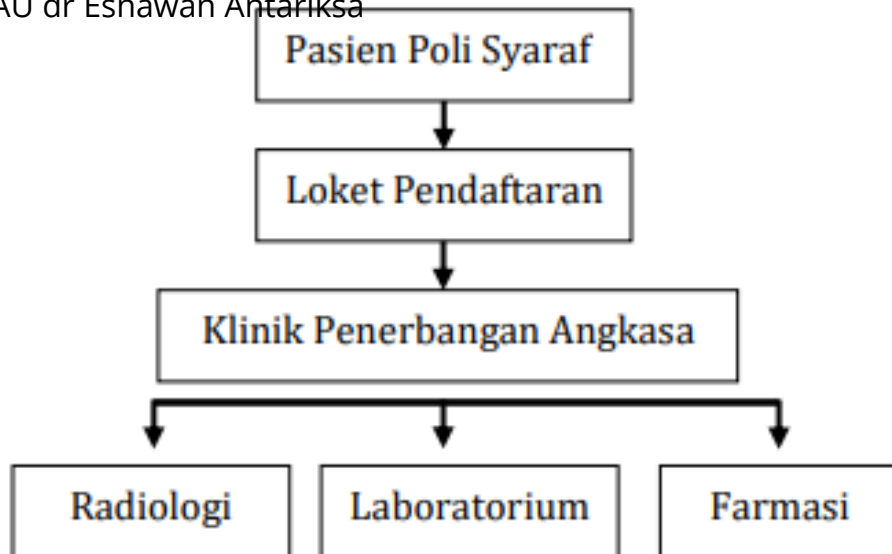 AU dr Esnawan Antariksa
Pasien Poli Syaraf
Loket Pendaftaran
Klinik Penerbangan Angkasa
Radiologi
Laboratorium
Farmasi